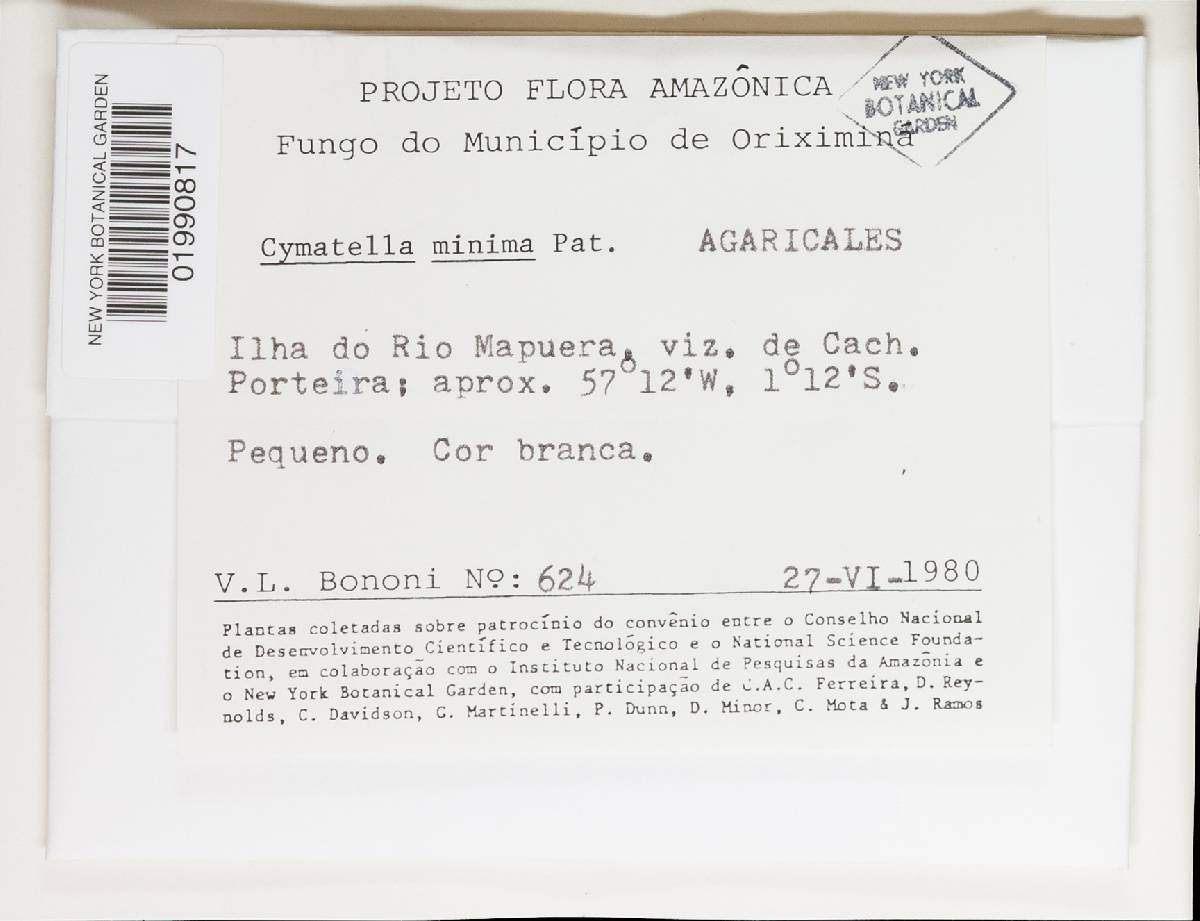 NEW YORK BOTANICAL GARDEN
01990817
PROJETO FLORA AMAZÔNICA
Fungo do Município de Oriximiná
NEW YORK
BOTANICAL
GARDEN
Cymatella minima Pat. AGARICALES
Ilha do Rio Mapuera, viz. de Cach.
Porteira; aprox. 57°12'W, 1°12'S.
Pequeno. Cor branca.
V.L. Bononi Nº: 624 27-VI-1980
Plantas coletadas sobre patrocínio do convênio entre o Conselho Nacional
de Desenvolvimento Científico e Tecnológico e o National Science Founda-
tion, em colaboração com o Instituto Nacional de Pesquisas da Amazônia e
o New York Botanical Garden, com participação de C.A.C. Ferreira, D. Rey-
nolds, C. Davidson, G. Martinelli, P. Dunn, D. Minor, C. Mota & J. Ramos